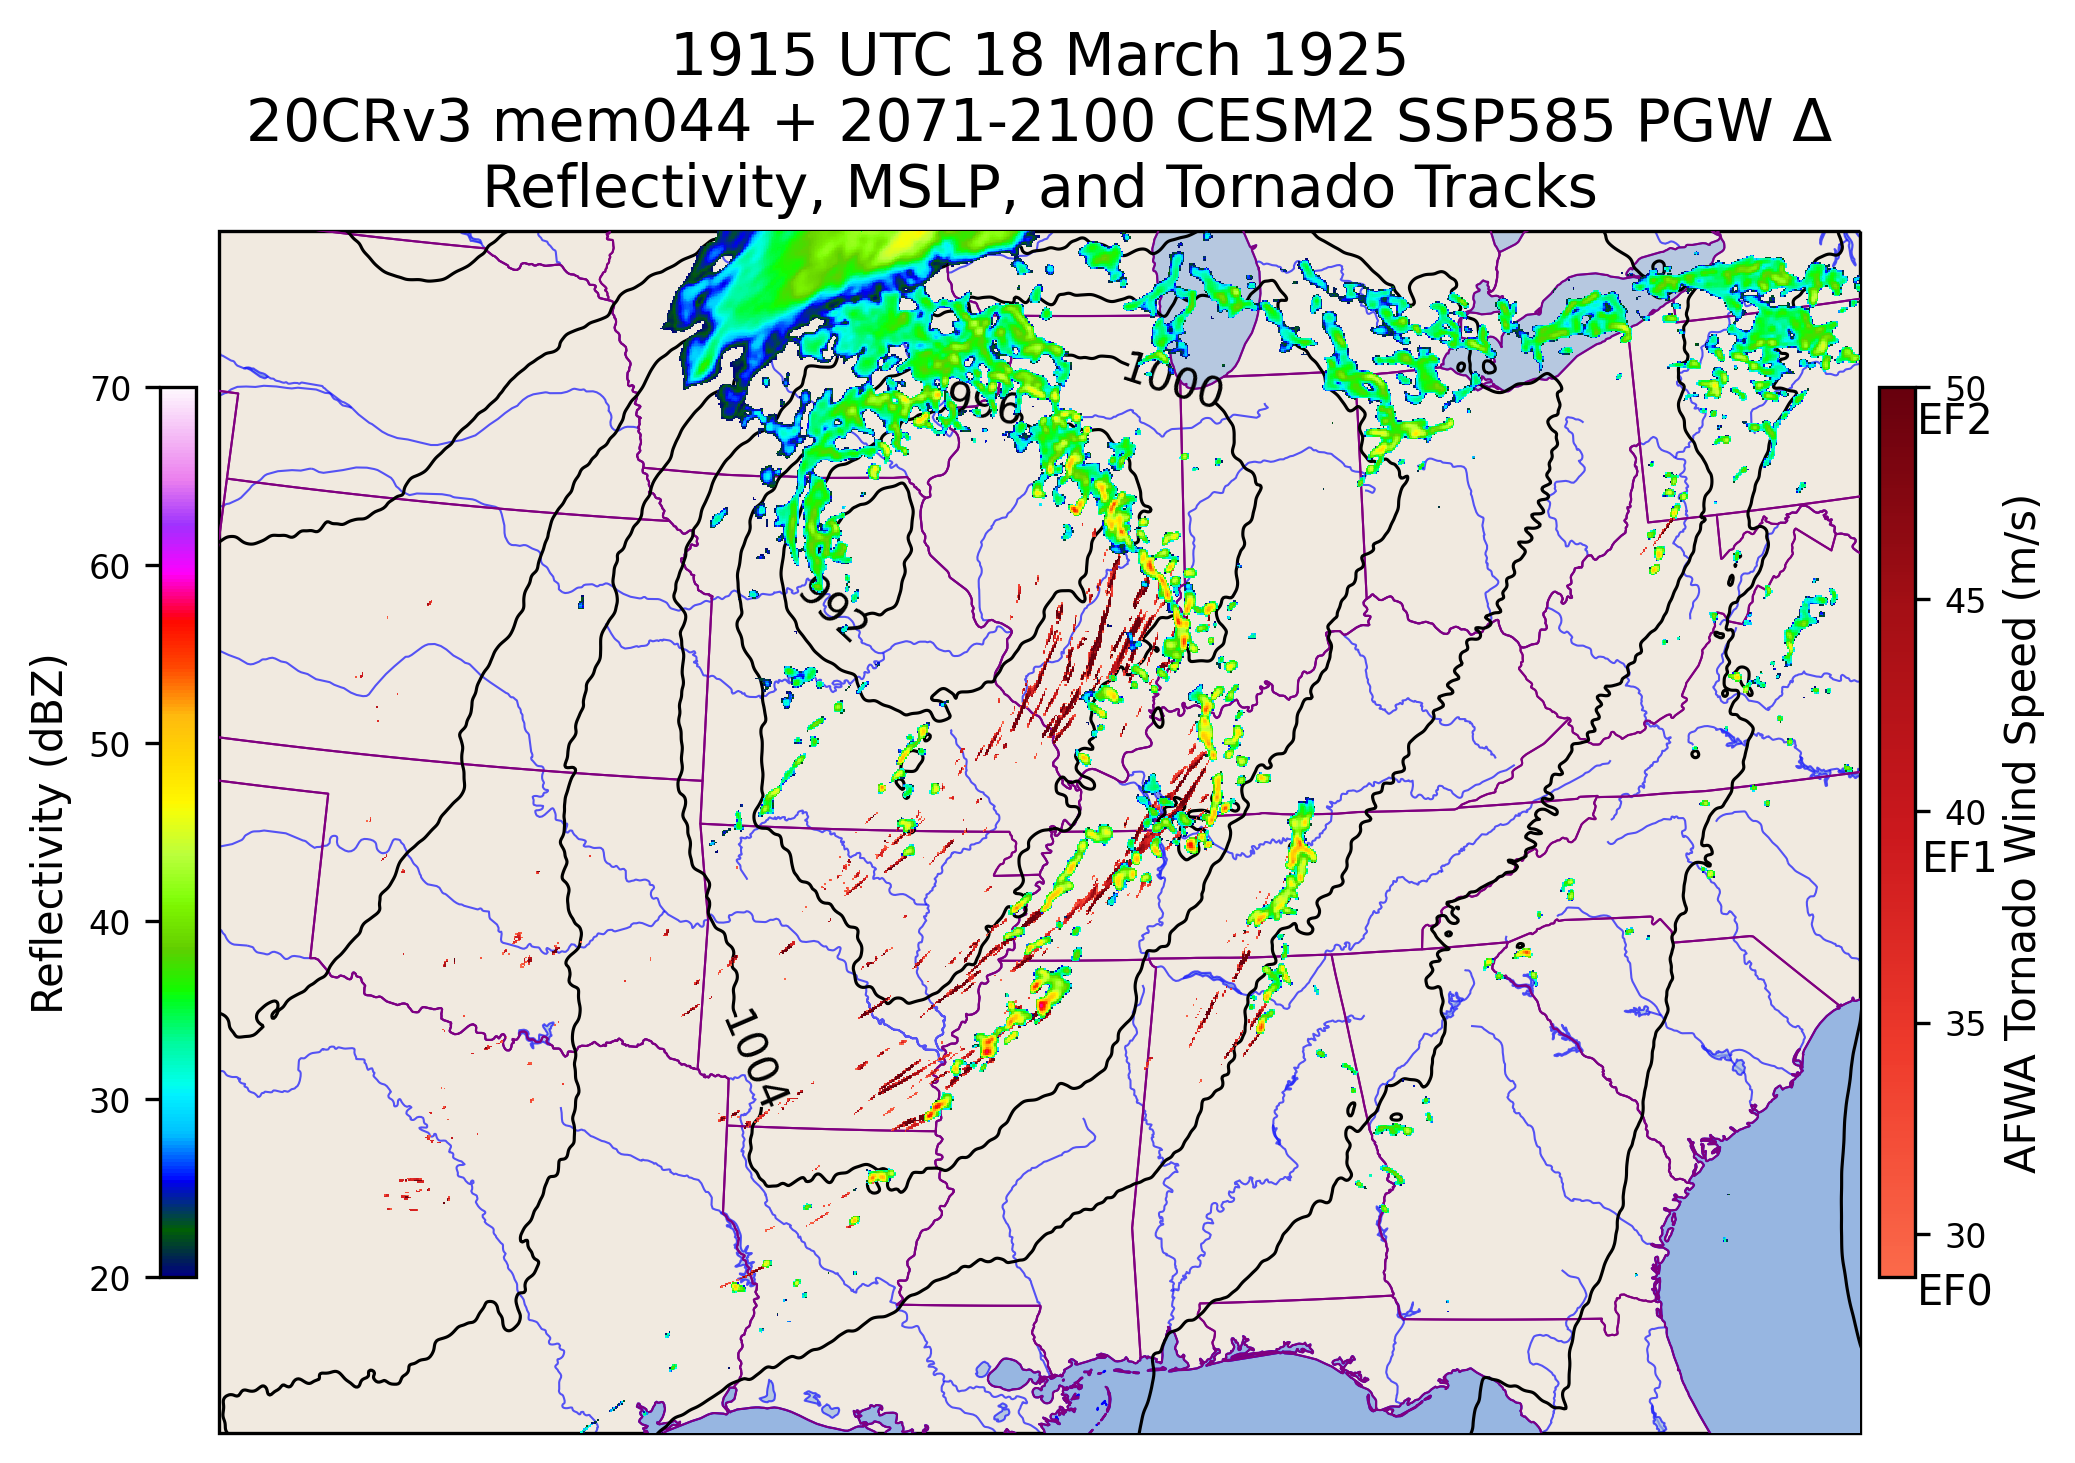 1915 UTC 18 March 1925
20CRv3 mem044 + 2071-2100 CESM2 SSP585 PGW Δ
Reflectivity, MSLP, and Tornado Tracks
Reflectivity (dBZ)
70
60
50
40
30
20
1000
996
992
1004
50
EF2
45
40
EF1
35
30
EF0
AFWA Tornado Wind Speed (m/s)